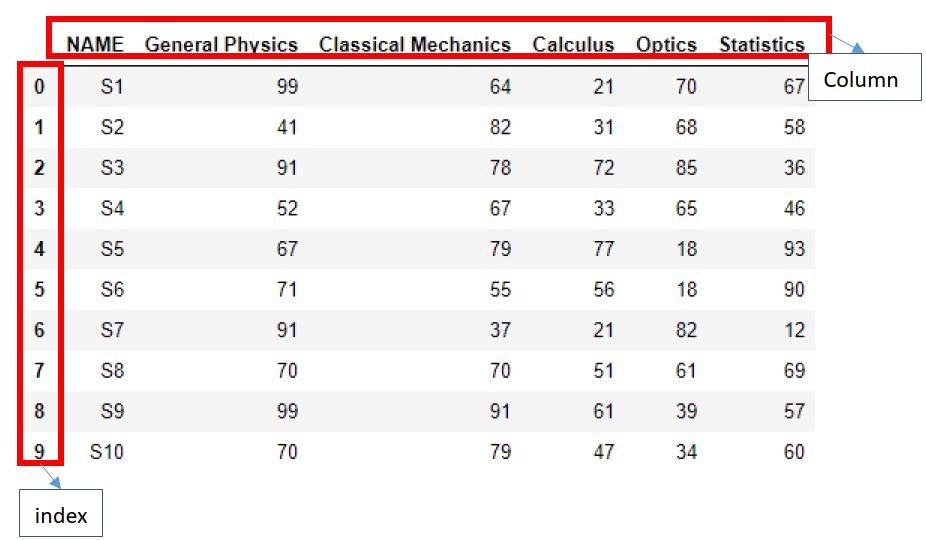 NAME General Physics Classical Mechanics Calculus Optics Statistics
Column
0 S1 99 64 21 70 67
1 S2 41 82 31 68 58
2 S3 91 78 72 85 36
3 S4 52 67 33 65 46
4 S5 67 79 77 18 93
5 S6 71 55 56 18 90
6 S7 91 37 21 82 12
7 S8 70 70 51 61 69
8 S9 99 91 61 39 57
9 S10 70 79 47 34 60
index